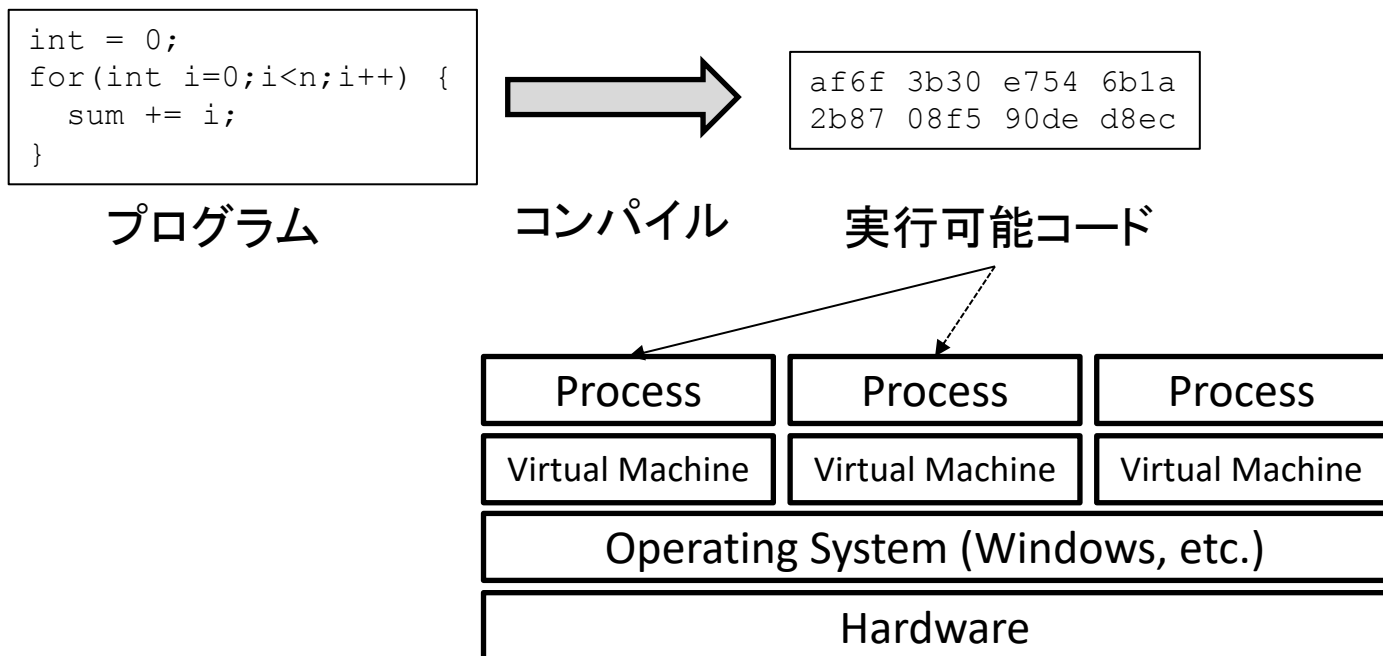 int = 0;
for(int i=0;i<n;i++) {
  sum += i;
}
af6f 3b30 e754 6b1a
2b87 08f5 90de d8ec
プログラム
コンパイル
実行可能コード
Process
Process
Process
Virtual Machine
Virtual Machine
Virtual Machine
Operating System (Windows, etc.)
Hardware